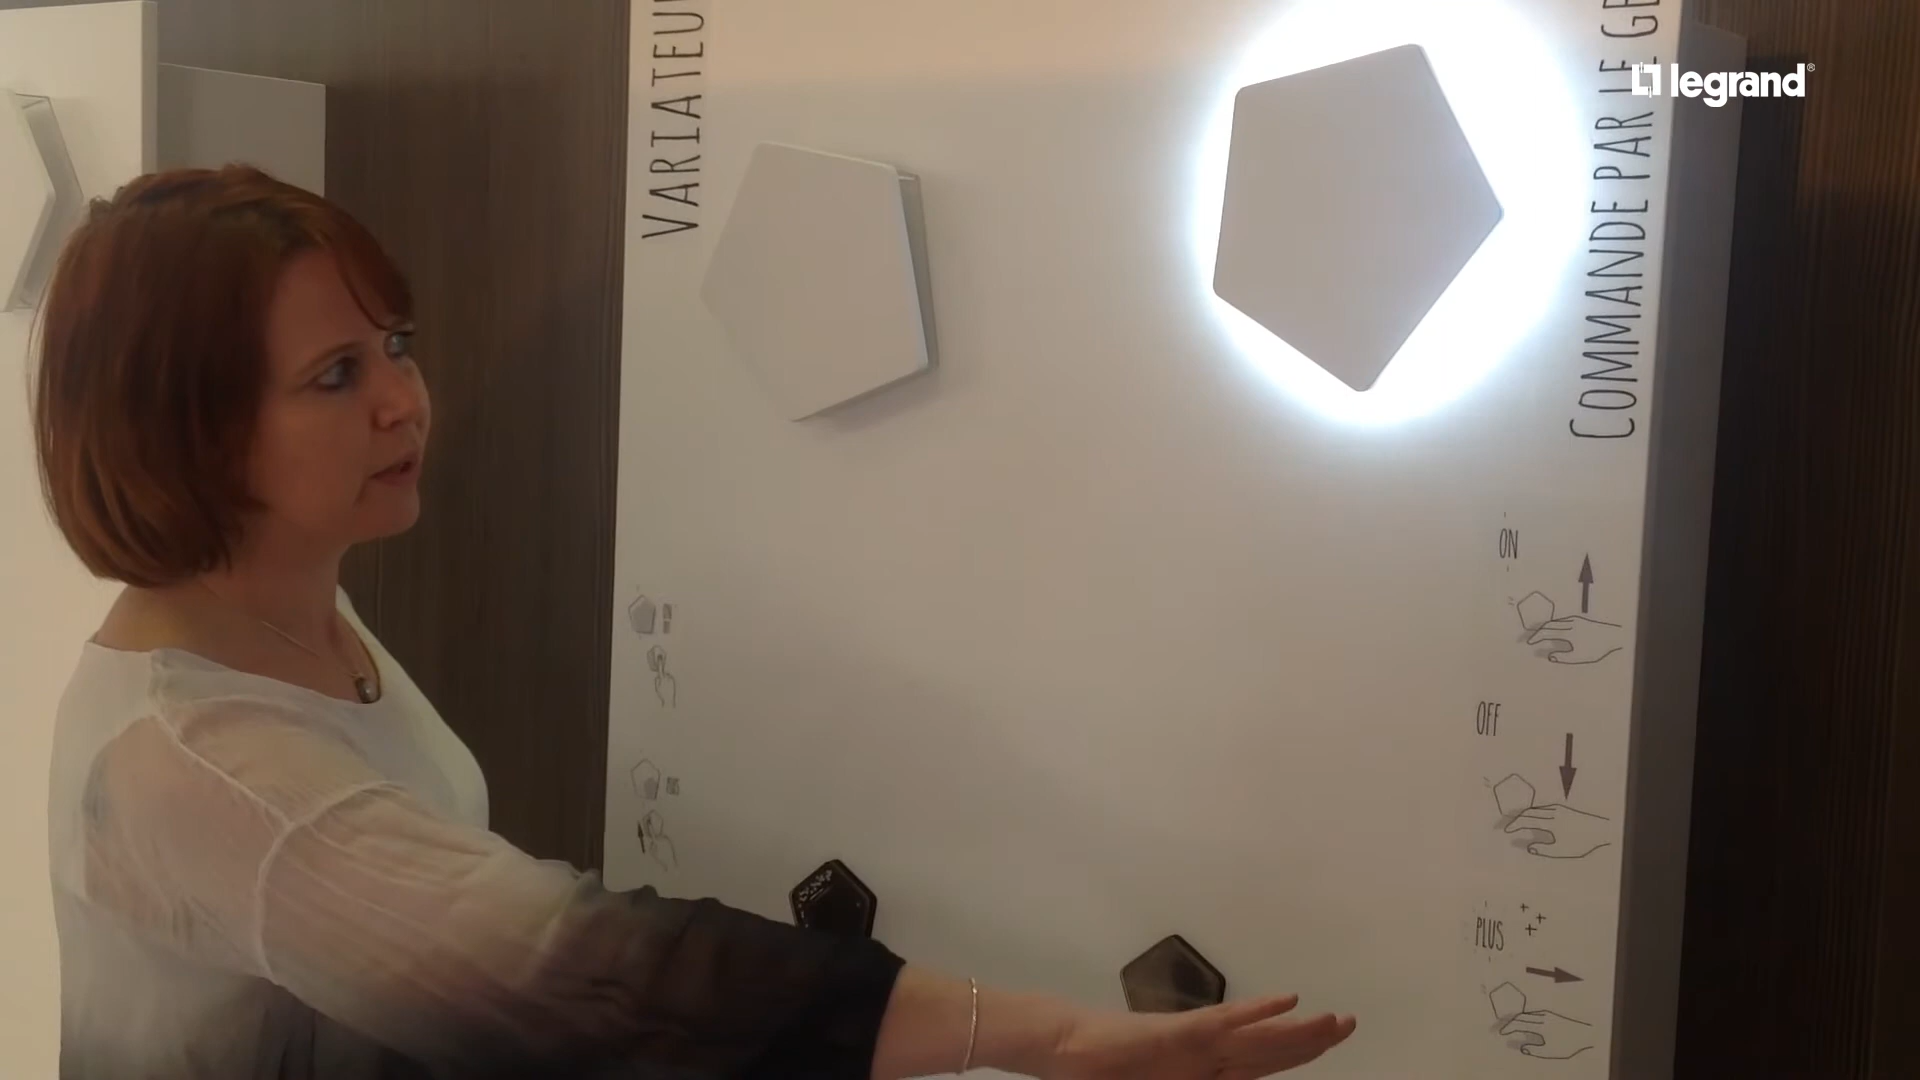 VARIATEU
COMMANDE PAR LE GE
legrand®
ON
OFF
PLUS